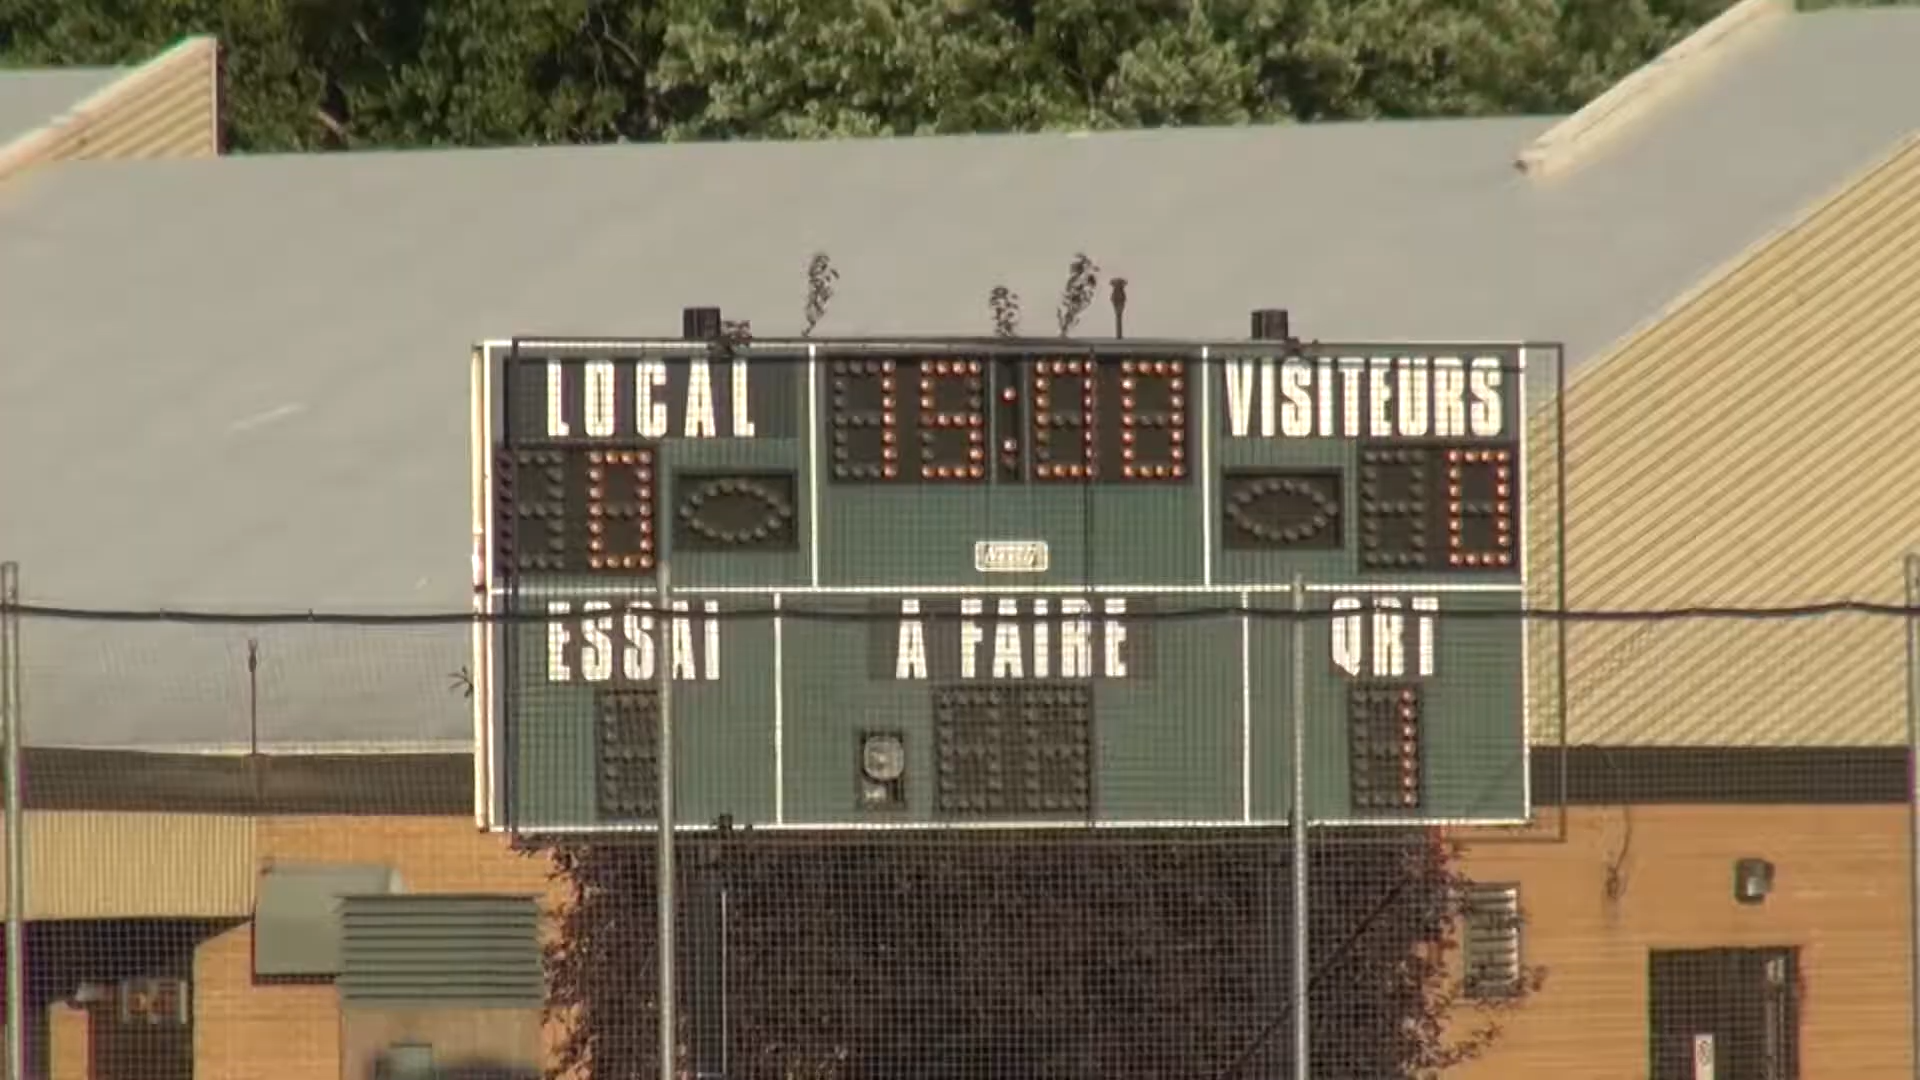 LOCAL 15:00 VISITEURS
0 0
ESSAI A FAIRE QRT
1